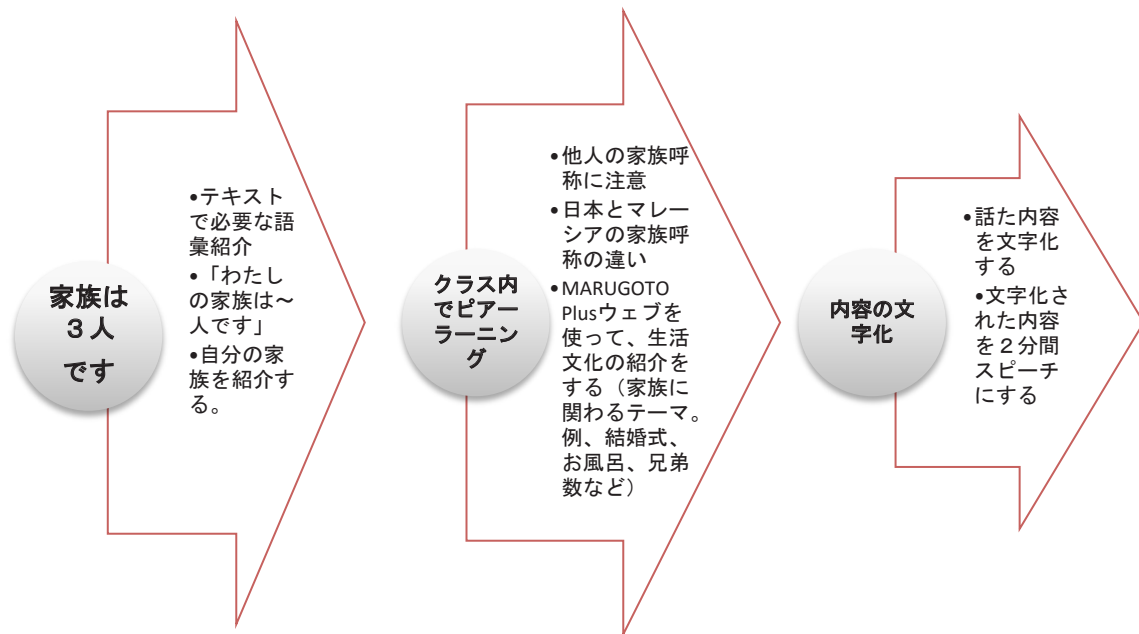 家族は
３人
です
•テキスト
で必要な語
彙紹介
•「わたし
の家族は～
人です」
•自分の家
族を紹介す
る。
クラス内
でピアー
ラーニン
グ
•他人の家族呼
称に注意
•日本とマレー
シアの家族呼
称の違い
•MARUGOTO
Plusウェブを
使って、生活
文化の紹介を
する（家族に
関わるテーマ。
例、結婚式、
お風呂、兄弟
数など）
内容の文
字化
•話た内容
を文字化
する
•文字化さ
れた内容
を２分間
スピーチ
にする